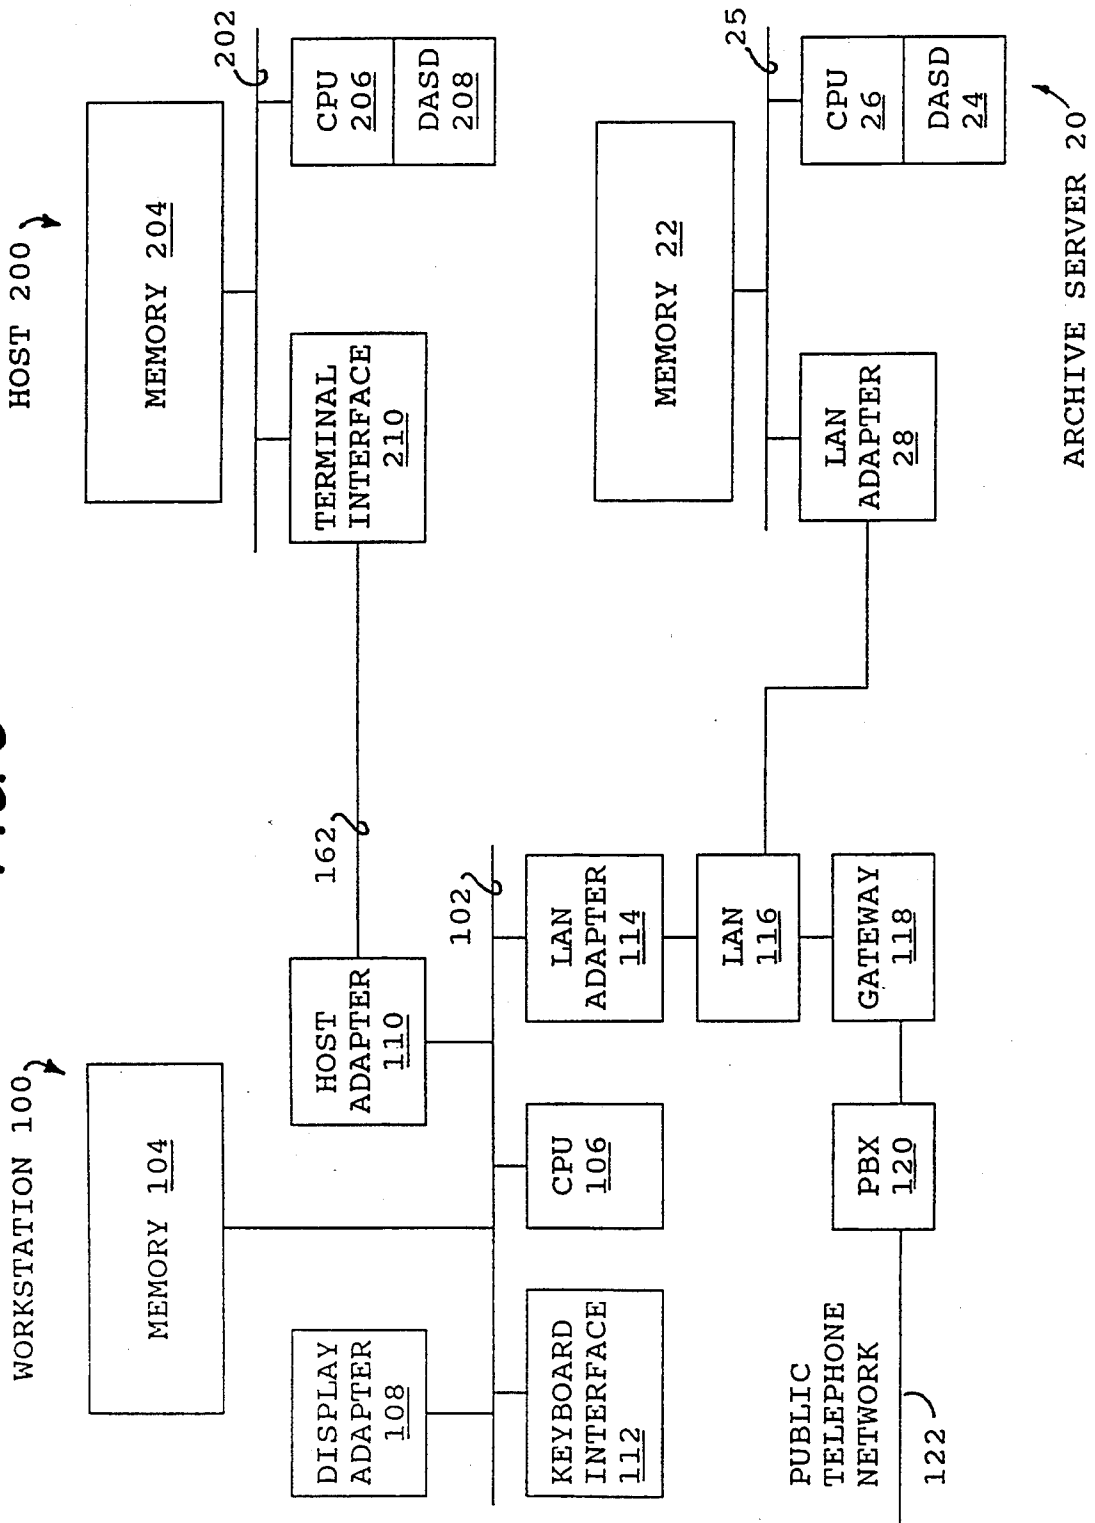 WORKSTATION 100
MEMORY 104
DISPLAY
ADAPTER
108
HOST
ADAPTER
110
162
102
KEYBOARD
INTERFACE
112
CPU
106
LAN
ADAPTER
114
LAN
116
GATEWAY
118
PBX
120
PUBLIC
TELEPHONE
NETWORK
122
HOST 200
MEMORY 204
202
TERMINAL
INTERFACE
210
CPU
206
DASD
208
MEMORY 22
25
LAN
ADAPTER
28
CPU
26
DASD
24
ARCHIVE SERVER 20